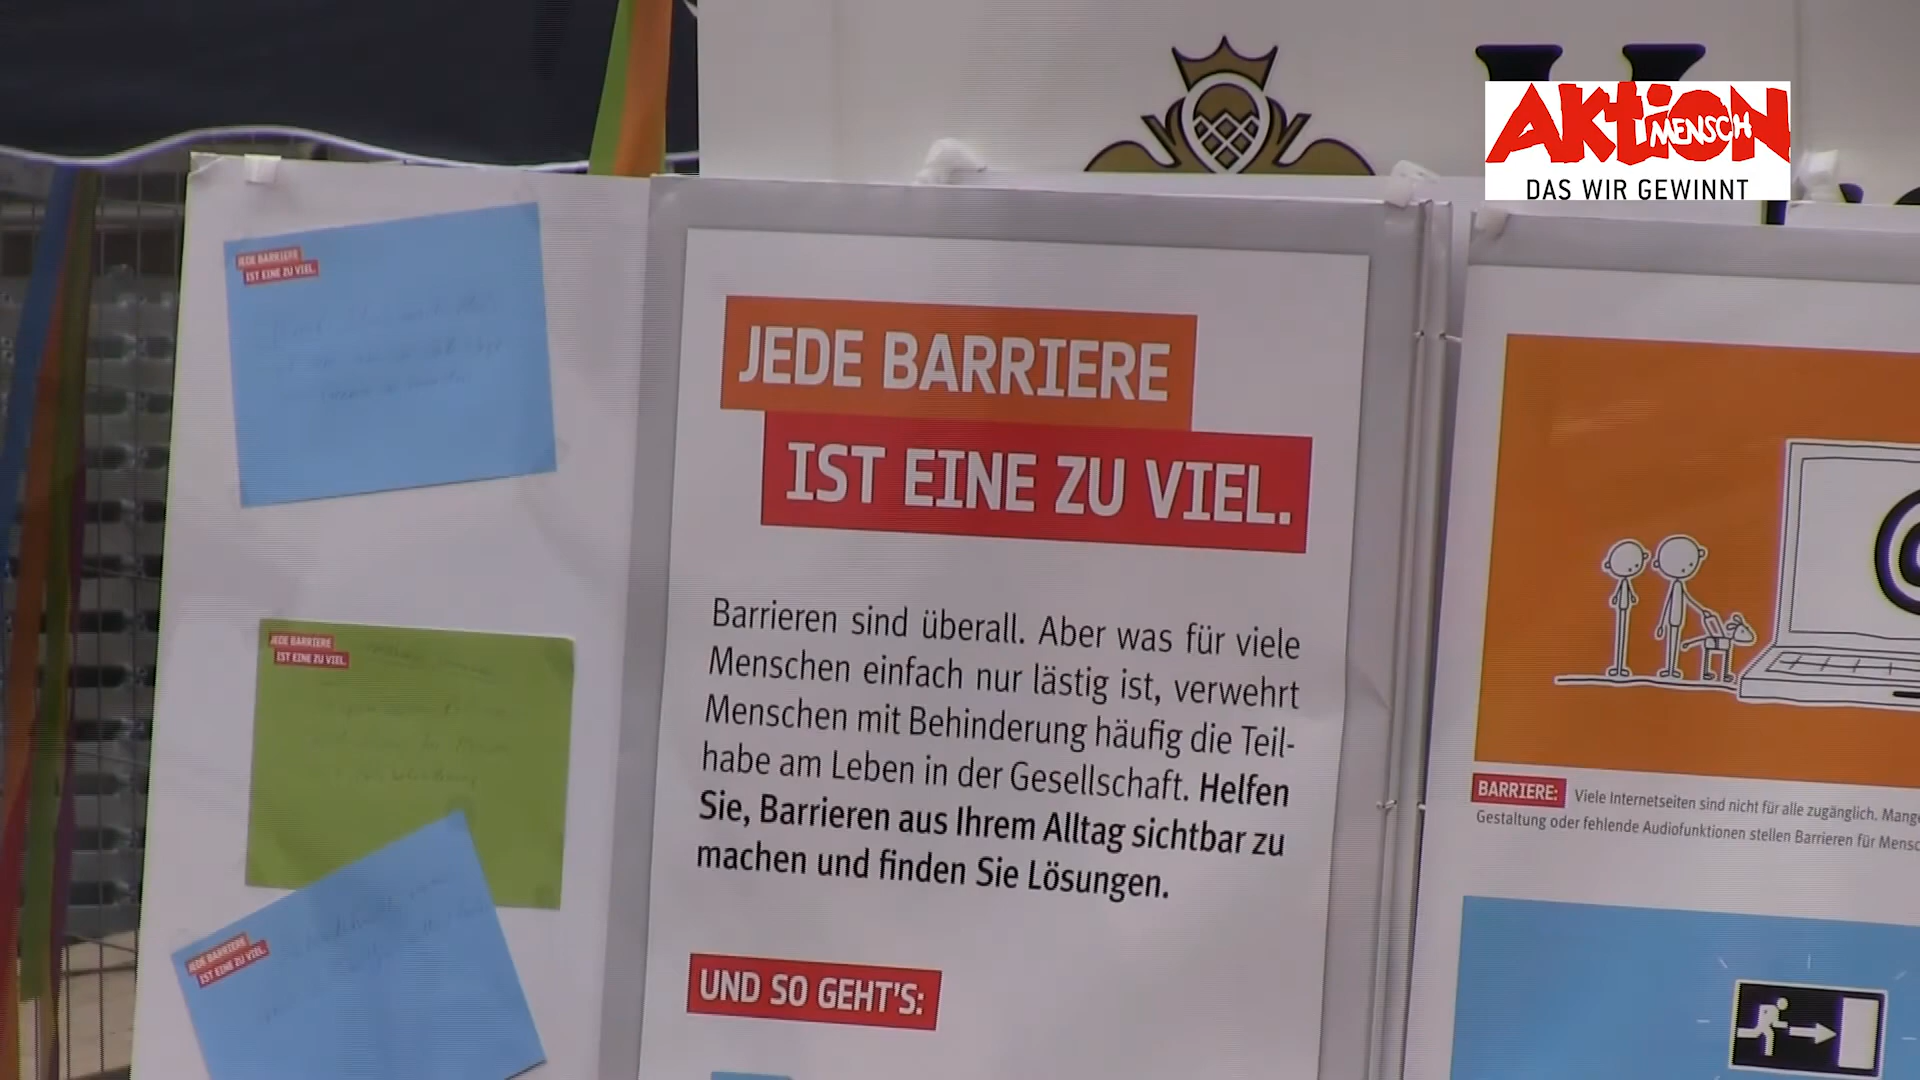 AKTION
MENSCH
DAS WIR GEWINNT
JEDE BARRIERE
IST EINE ZU VIEL.
JEDE BARRIERE
IST EINE ZU VIEL.
JEDE BARRIERE
IST EINE ZU VIEL.
JEDE BARRIERE
IST EINE ZU VIEL.
Barrieren sind überall. Aber was für viele
Menschen einfach nur lästig ist, verwehrt
Menschen mit Behinderung häufig die Teil-
habe am Leben in der Gesellschaft. Helfen
Sie, Barrieren aus Ihrem Alltag sichtbar zu
machen und finden Sie Lösungen.
UND SO GEHT'S:
@
BARRIERE: Viele Internetseiten sind nicht für alle zugänglich. Mange
Gestaltung oder fehlende Audiofunktionen stellen Barrieren für Mensc